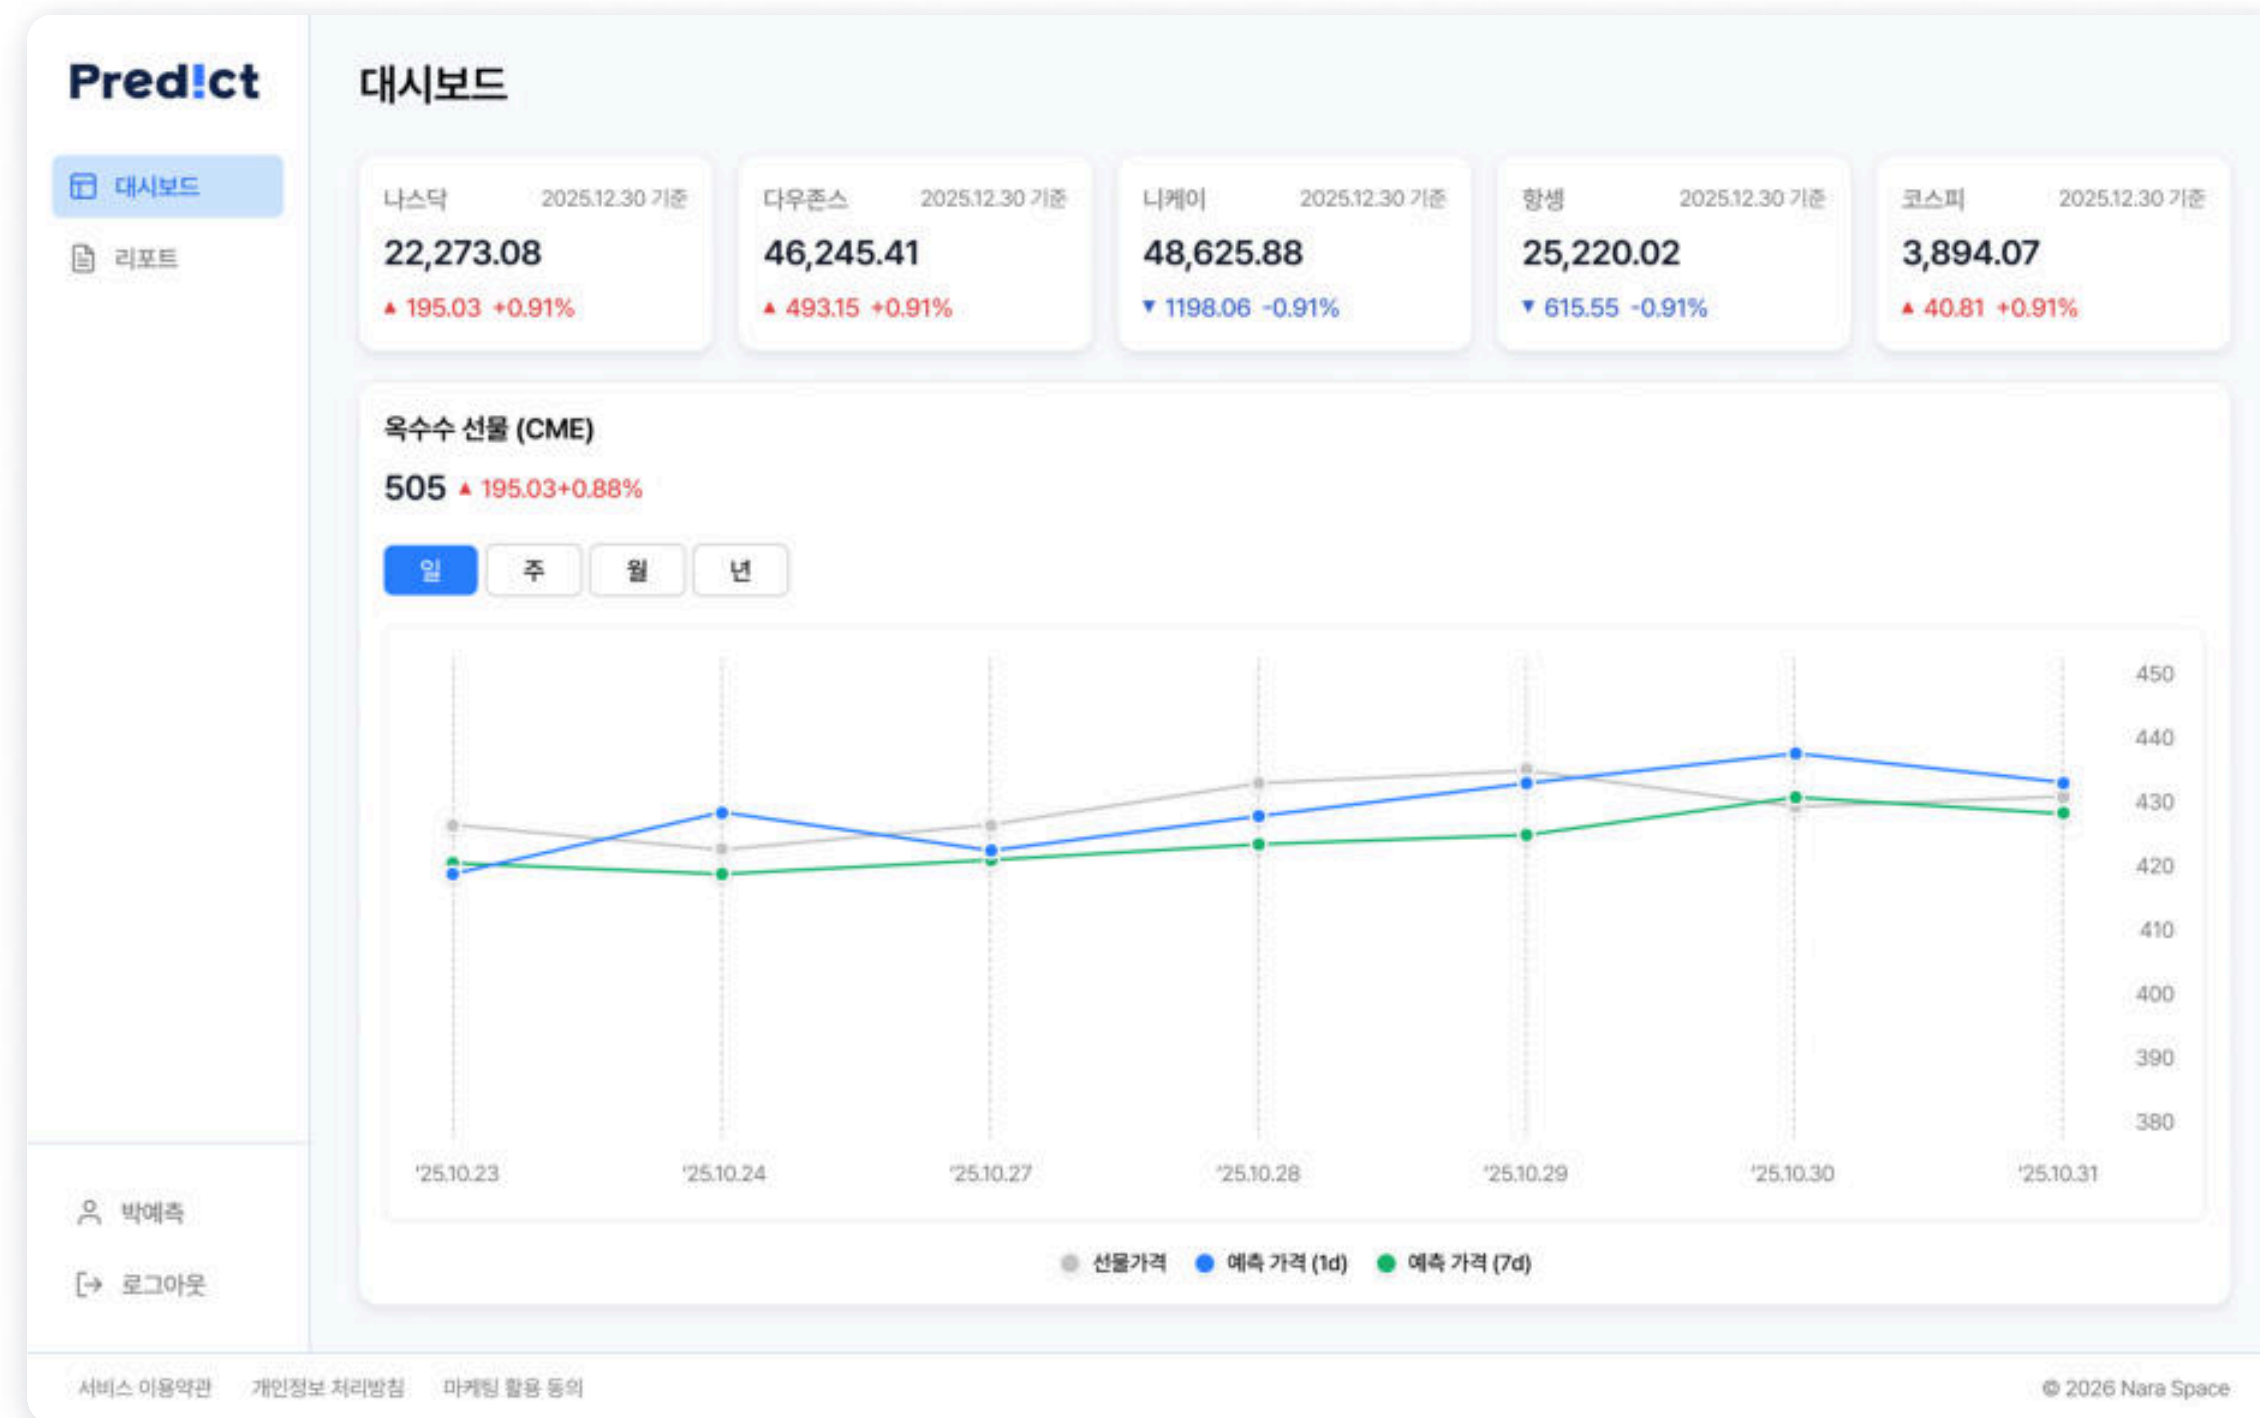 Pred!ct
대시보드
리포트
박예측
로그아웃
대시보드
나스닥 2025.12.30 기준
22,273.08
▲ 195.03 +0.91%
다우존스 2025.12.30 기준
46,245.41
▲ 493.15 +0.91%
니케이 2025.12.30 기준
48,625.88
▼ 1198.06 -0.91%
항셍 2025.12.30 기준
25,220.02
▼ 615.55 -0.91%
코스피 2025.12.30 기준
3,894.07
▲ 40.81 +0.91%
옥수수 선물 (CME)
505 ▲ 195.03+0.88%
일 주 월 년
450
440
430
420
410
400
390
380
'25.10.23 '25.10.24 '25.10.27 '25.10.28 '25.10.29 '25.10.30 '25.10.31
선물가격 예측 가격 (1d) 예측 가격 (7d)
서비스 이용약관 개인정보 처리방침 마케팅 활용 동의 © 2026 Nara Space